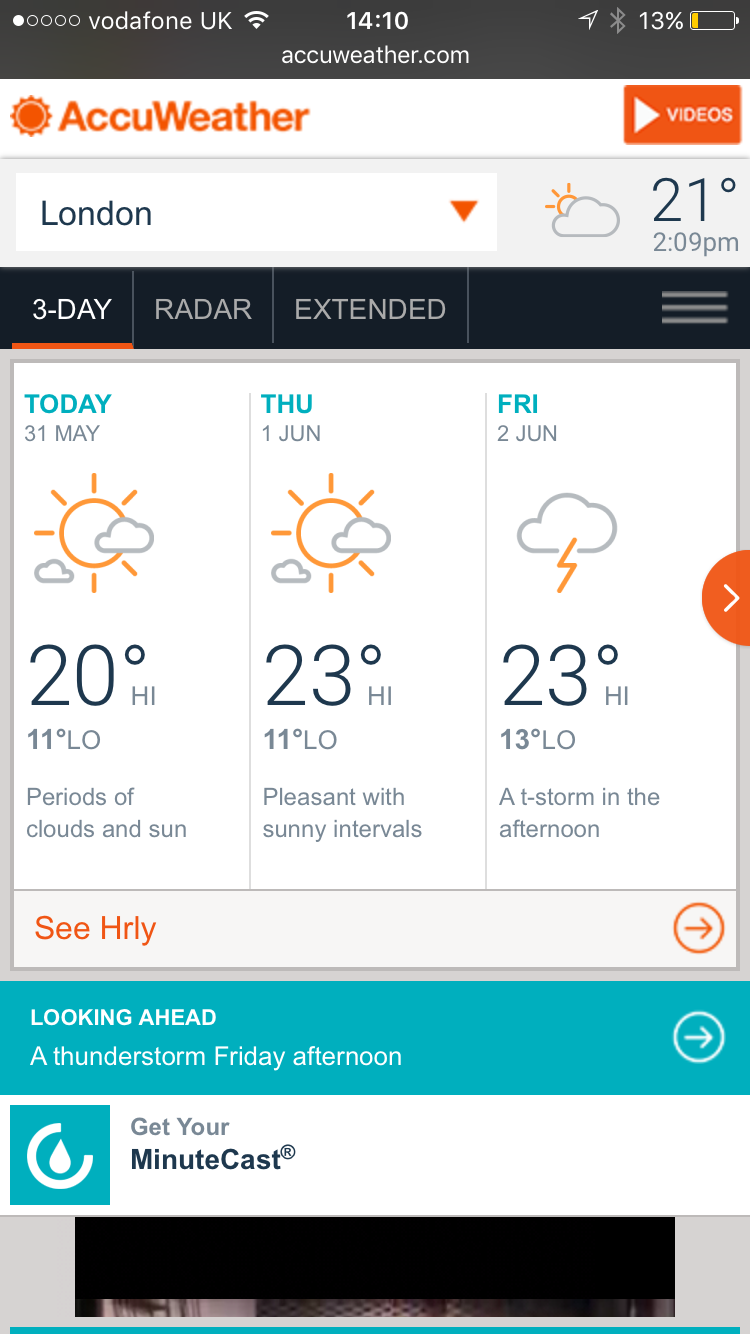 vodafone UK 14:10 13%
accuweather.com
AccuWeather VIDEOS
London 21°
2:09pm
3-DAY RADAR EXTENDED
TODAY
31 MAY
20° HI
11°LO
Periods of
clouds and sun
THU
1 JUN
23° HI
11°LO
Pleasant with
sunny intervals
FRI
2 JUN
23° HI
13°LO
A t-storm in the
afternoon
See Hrly
LOOKING AHEAD
A thunderstorm Friday afternoon
Get Your
MinuteCast®